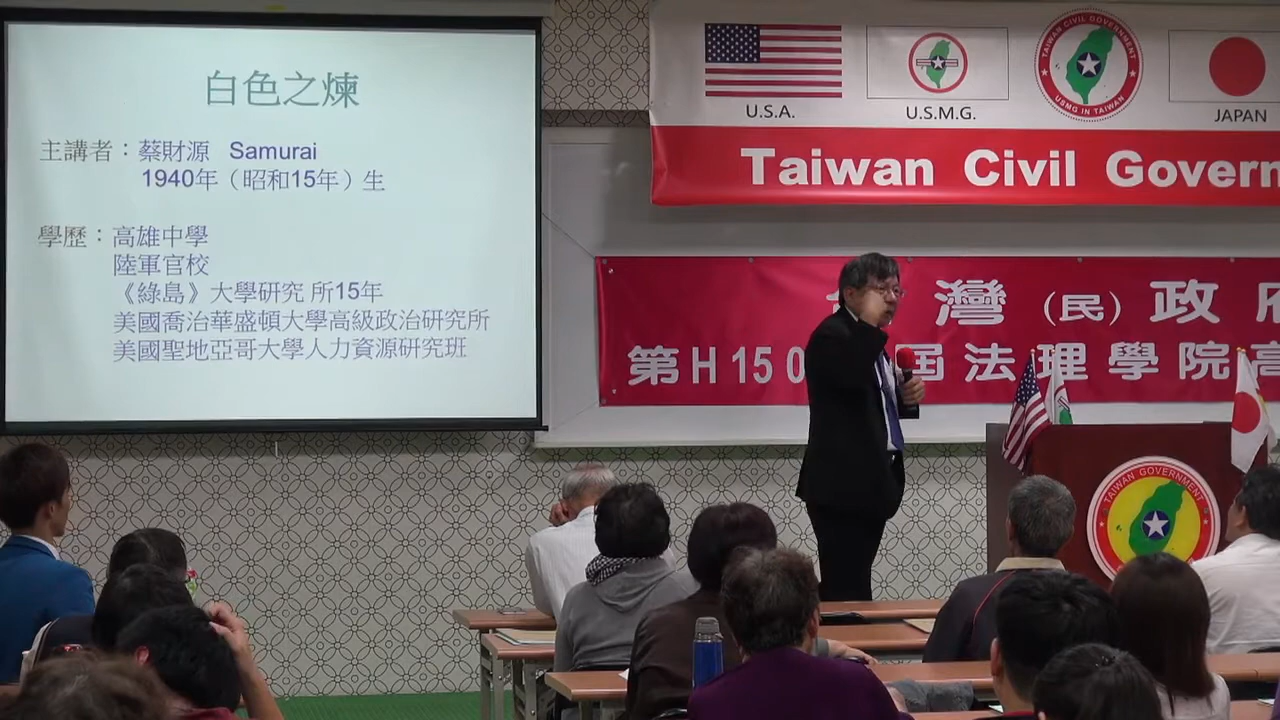 白色之煉
主講者：蔡財源 Samurai
1940年（昭和15年）生
學歷：高雄中學
陸軍官校
《綠島》大學研究 所15年
美國喬治華盛頓大學高級政治研究所
美國聖地亞哥大學人力資源研究班
U.S.A.
U.S.M.G.
TAIWAN CIVIL GOVERNMENT
USMG IN TAIWAN
JAPAN
Taiwan Civil Govern
灣(民)政府
第H150 屆法理學院高
TAIWAN GOVERNMENT